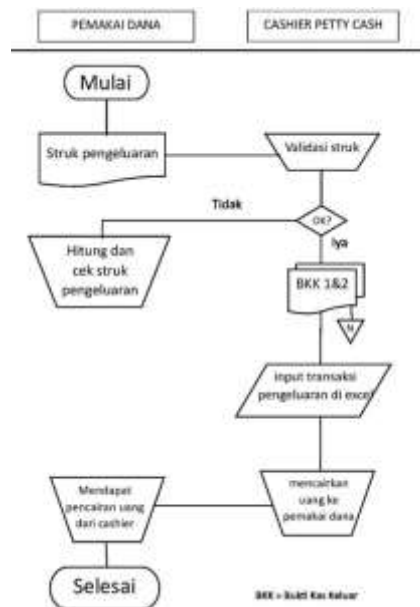 PEMAKAI DANA
CASHIER PETTY CASH
Mulai
Struk pengeluaran
Validasi struk
Tidak
OK?
Iya
Hitung dan
cek struk
pengeluaran
BKK 1&2
N
input transaksi
pengeluaran di excel
Mendapat
pencairan uang
dari cashier
mencairkan
uang ke
pemakai dana
Selesai
BKK = Bukti Kas Keluar